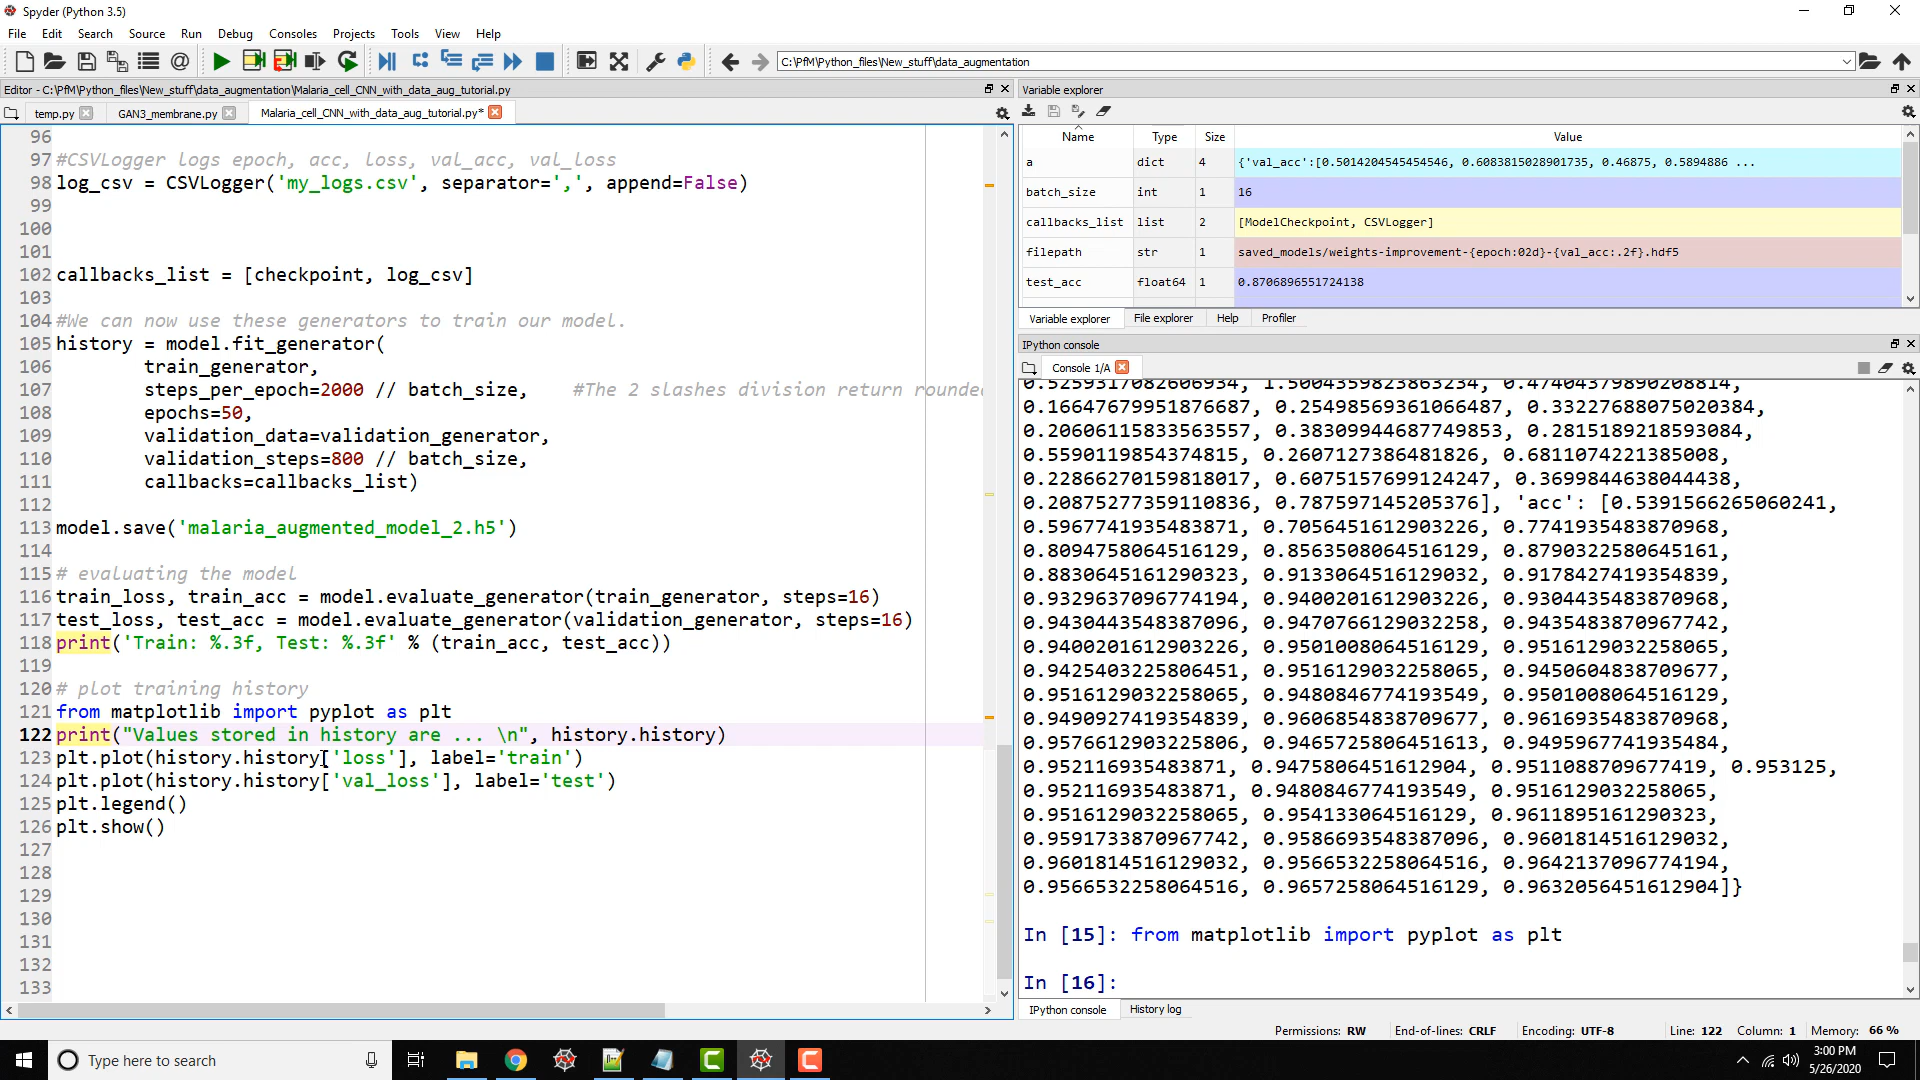 Spyder (Python 3.5)
File Edit Search Source Run Debug Consoles Projects Tools View Help
C:\PfM\Python_files\New_stuff\data_augmentation
Editor - C:\PfM\Python_files\New_stuff\data_augmentation\Malaria_cell_CNN_with_data_aug_tutorial.py
temp.py GAN3_membrane.py Malaria_cell_CNN_with_data_aug_tutorial.py*
96
97 #CSVLogger logs epoch, acc, loss, val_acc, val_loss
98 log_csv = CSVLogger('my_logs.csv', separator=',', append=False)
99
100
101
102 callbacks_list = [checkpoint, log_csv]
103
104 #We can now use these generators to train our model.
105 history = model.fit_generator(
106 train_generator,
107 steps_per_epoch=2000 // batch_size, #The 2 slashes division return rounde
108 epochs=50,
109 validation_data=validation_generator,
110 validation_steps=800 // batch_size,
111 callbacks=callbacks_list)
112
113 model.save('malaria_augmented_model_2.h5')
114
115 # evaluating the model
116 train_loss, train_acc = model.evaluate_generator(train_generator, steps=16)
117 test_loss, test_acc = model.evaluate_generator(validation_generator, steps=16)
118 print('Train: %.3f, Test: %.3f' % (train_acc, test_acc))
119
120 # plot training history
121 from matplotlib import pyplot as plt
122 print("Values stored in history are ... \n", history.history)
123 plt.plot(history.history['loss'], label='train')
124 plt.plot(history.history['val_loss'], label='test')
125 plt.legend()
126 plt.show()
127
128
129
130
131
132
133
Variable explorer
Name Type Size Value
a dict 4 {'val_acc':[0.5014204545454546, 0.6083815028901735, 0.46875, 0.5894886 ...
batch_size int 1 16
callbacks_list list 2 [ModelCheckpoint, CSVLogger]
filepath str 1 saved_models/weights-improvement-{epoch:02d}-{val_acc:.2f}.hdf5
test_acc float64 1 0.8706896551724138
Variable explorer File explorer Help Profiler
IPython console
Console 1/A
0.5259317082606934, 1.5004359823863234, 0.47404379890208814,
0.16647679951876687, 0.25498569361066487, 0.33227688075020384,
0.20606115833563557, 0.38309944687749853, 0.2815189218593084,
0.5590119854374815, 0.2607127386481826, 0.6811074221385008,
0.22866270159818017, 0.6075157699124247, 0.3699844638044438,
0.20875277359110836, 0.787597145205376], 'acc': [0.5391566265060241,
0.5967741935483871, 0.7056451612903226, 0.7741935483870968,
0.8094758064516129, 0.8563508064516129, 0.8790322580645161,
0.8830645161290323, 0.9133064516129032, 0.9178427419354839,
0.9329637096774194, 0.9400201612903226, 0.9304435483870968,
0.9430443548387096, 0.9470766129032258, 0.9435483870967742,
0.9400201612903226, 0.9501008064516129, 0.9516129032258065,
0.9425403225806451, 0.9516129032258065, 0.9450604838709677,
0.9516129032258065, 0.9480846774193549, 0.9501008064516129,
0.9490927419354839, 0.9606854838709677, 0.9616935483870968,
0.9576612903225806, 0.9465725806451613, 0.9495967741935484,
0.952116935483871, 0.9475806451612904, 0.9511088709677419, 0.953125,
0.952116935483871, 0.9480846774193549, 0.9516129032258065,
0.9516129032258065, 0.954133064516129, 0.9611895161290323,
0.9591733870967742, 0.9586693548387096, 0.9601814516129032,
0.9601814516129032, 0.9566532258064516, 0.9642137096774194,
0.9566532258064516, 0.9657258064516129, 0.9632056451612904]}
In [15]: from matplotlib import pyplot as plt
In [16]:
IPython console History log
Permissions: RW End-of-lines: CRLF Encoding: UTF-8 Line: 122 Column: 1 Memory: 66 %
Type here to search
3:00 PM
5/26/2020